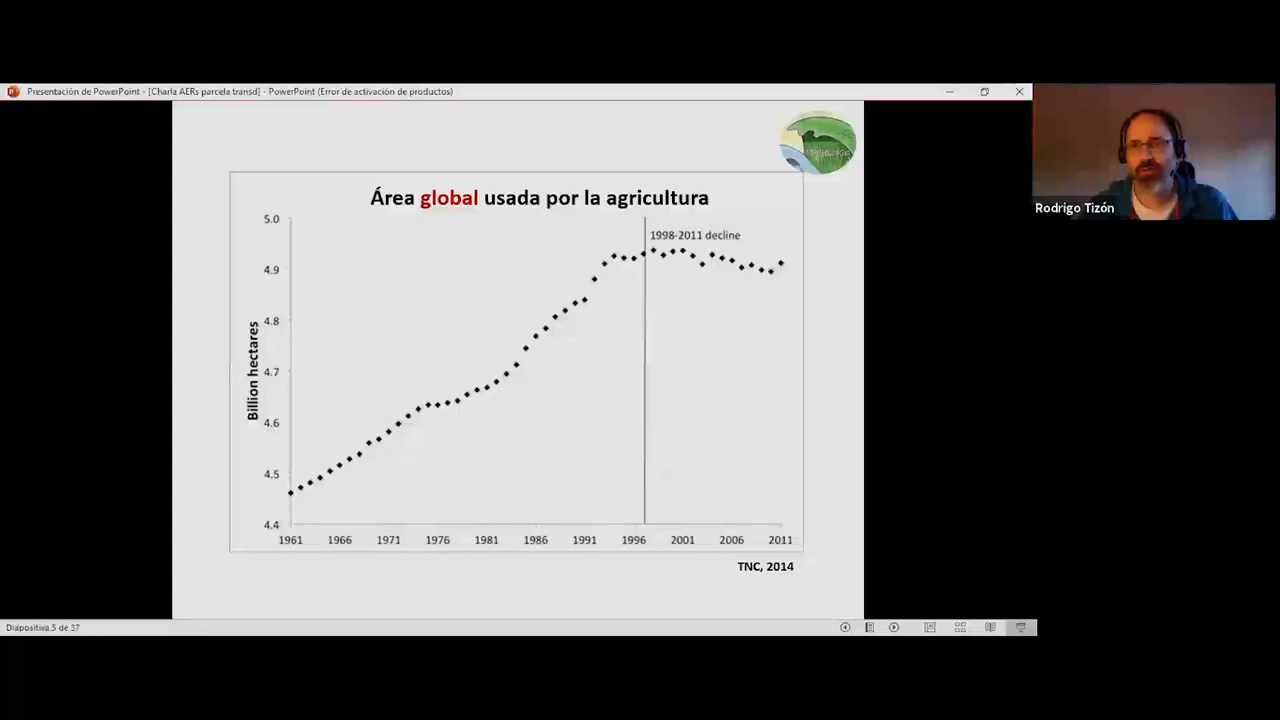 Presentación de PowerPoint - [Charla AERs parcela transd] - PowerPoint (Error de activación de productos)
Rodrigo Tizón
Área global usada por la agricultura
1998-2011 decline
Billion hectares
5.0
4.9
4.8
4.7
4.6
4.5
4.4
1961 1966 1971 1976 1981 1986 1991 1996 2001 2006 2011
TNC, 2014
Diapositiva 5 de 37